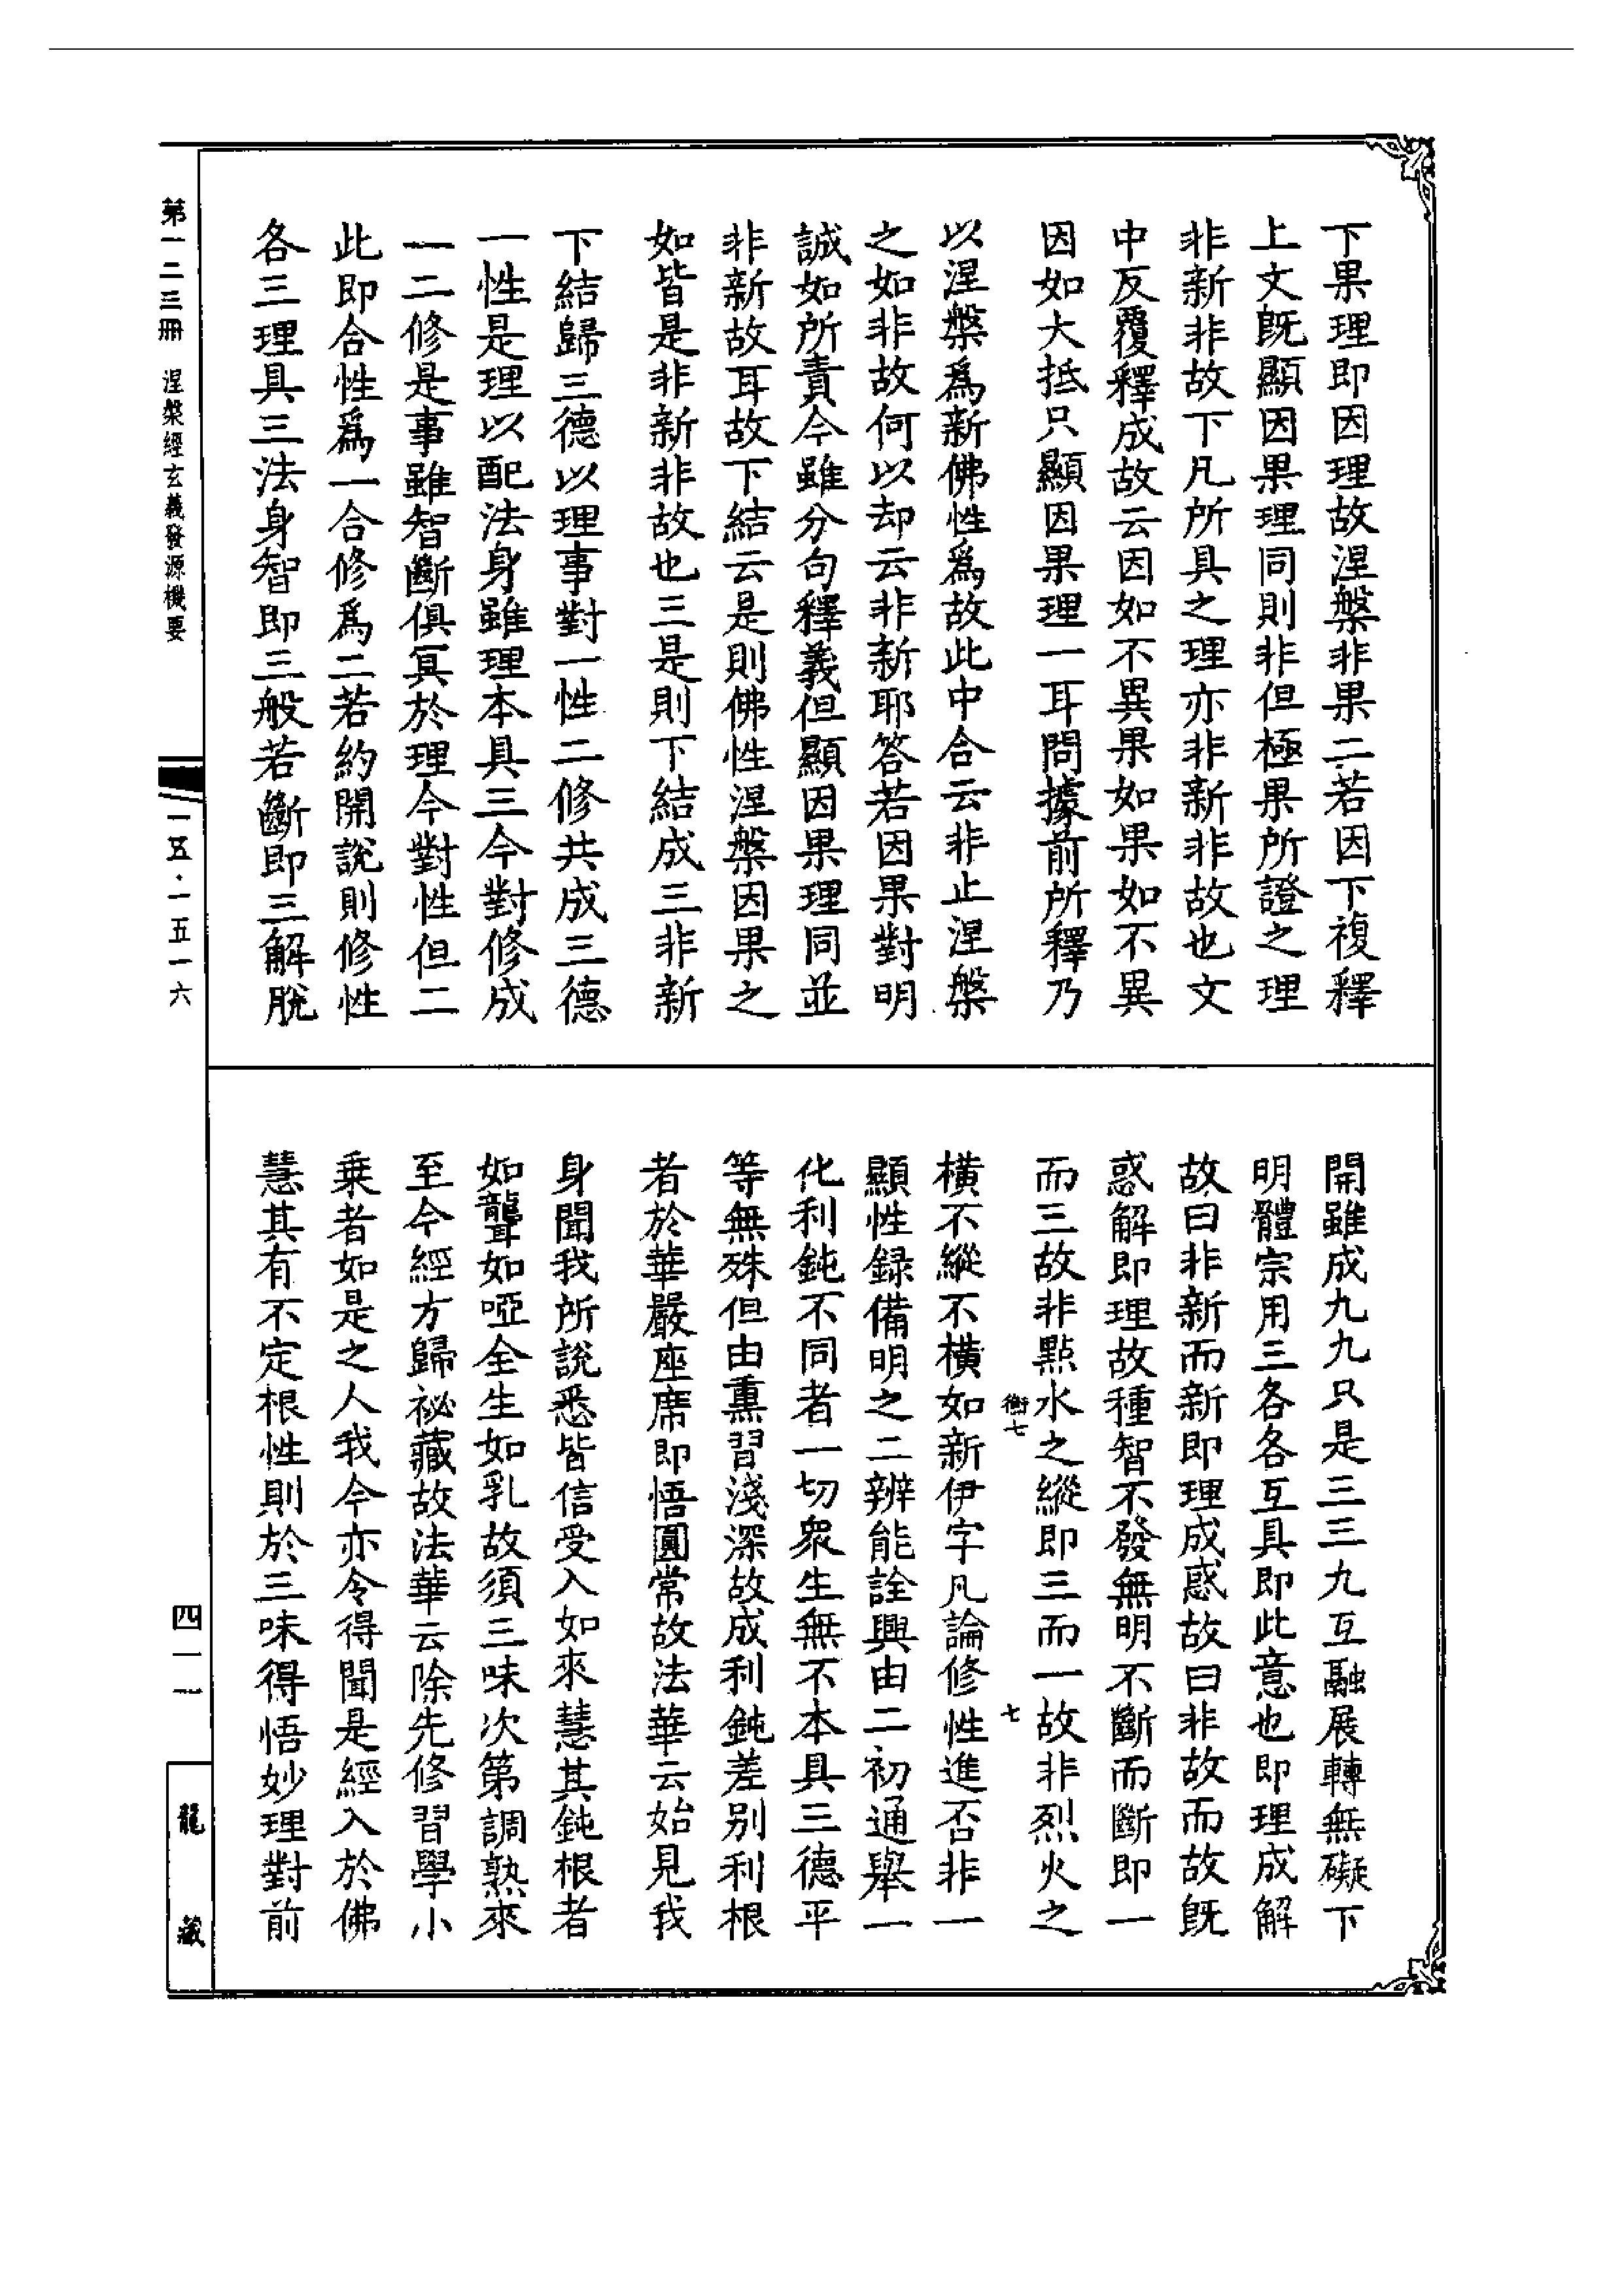 下果理即因理故涅槃非果二若因下複釋
上文既顯因果理同則非但極果所證之理
非新非故下凡所具之理亦非新非故也文
中反覆釋成故云因如不異果如果如不異
因如大抵只顯因果理一耳問據前所釋乃
以涅槃爲新佛性爲故此中合云非止涅槃
之如非故何以却云非新耶答若因果對明
誠如所責今雖分句釋義但顯因果理同並
非新故耳故下結云是則佛性涅槃因果之
如皆是非新非故也三是則下結成三非新
下結歸三德以理事對一性二修共成三德
一性是理以配法身雖理本具三今對修成
一二修是事雖智斷俱冥於理今對性但二
此即合性爲一合修爲二若約開說則修性
各三理具三法身智即三般若斷即三解脫
開雖成九九只是三三九互融展轉無礙下
明體宗用三各各互具即此意也即理成解
故曰非新而新即理成惑故曰非故而故既
惑解即理故種智不發無明不斷而斷即一
而三故非點水之縱即三而一故非烈火之
衡七
七
橫不縱不橫如新伊字凡論修性進否非一
顯性録備明之二辨能詮興由二初通舉一
化利鈍不同者一切衆生無不本具三德平
等無殊但由熏習淺深故成利鈍差別利根
者於華嚴座席即悟圓常故法華云始見我
身聞我所說悉皆信受入如來慧其鈍根者
如聾如啞全生如乳故須三味次第調熟來
至今經方歸祕藏故法華云除先修習學小
乗者如是之人我今亦令得聞是經入於佛
慧其有不定根性則於三味得悟妙理對前
第一二三冊 涅槃經玄義發源機要
一五·一五一六
四一一
龍藏